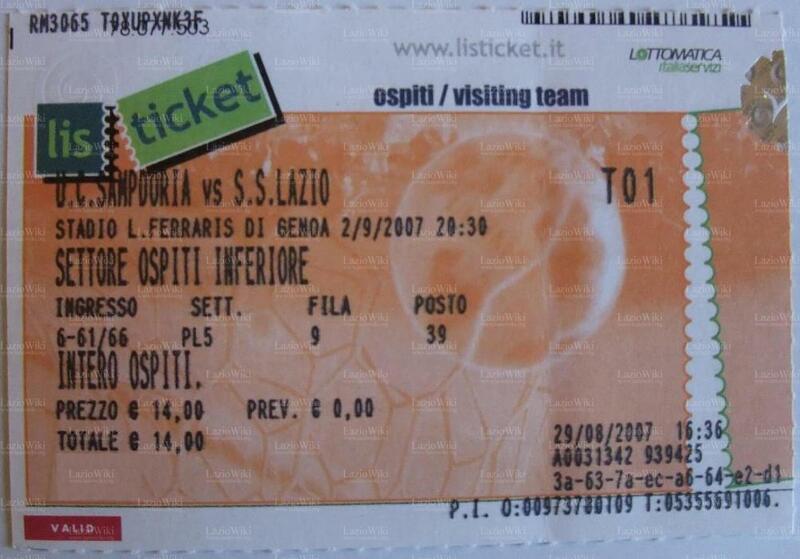 RM3065 T0XUPXNK3F
www.listicket.it
LOTTOMATICA
italiaservizi
ospiti / visiting team
lis ticket
U.C.SAMPDORIA vs S.S.LAZIO T01
STADIO L.FERRARIS DI GENOA 2/9/2007 20:30
SETTORE OSPITI INFERIORE
INGRESSO SETT. FILA POSTO
6-61/66 PL5 9 39
INTERO OSPITI.
PREZZO € 14,00 PREV. € 0,00
TOTALE € 14,00
29/08/2007 16:36
A0031342 939425
3a-63-7a-ec-a6-64-e2-d1
P.I. O:00973780109 T:05355691006.
VALID
LazioWiki